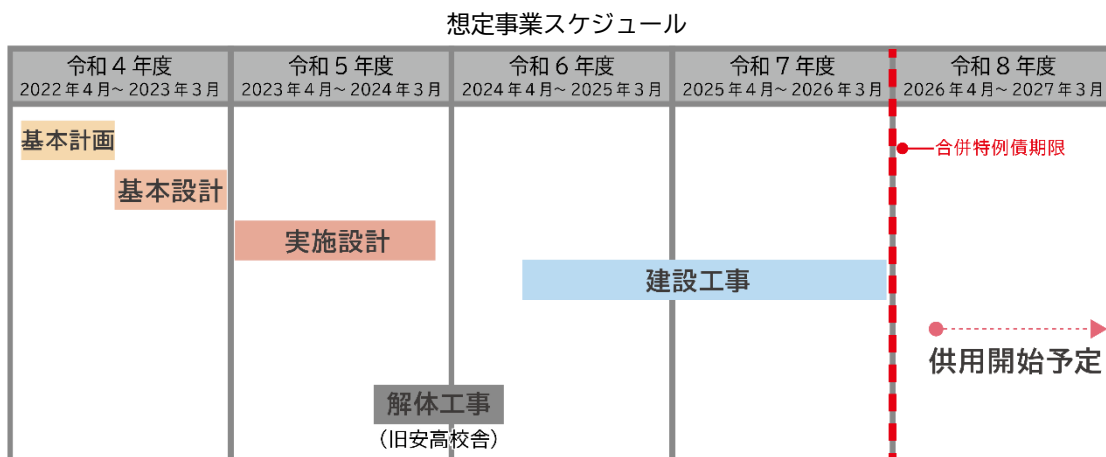 想定事業スケジュール
令和4年度
2022年4月~2023年3月
令和5年度
2023年4月~2024年3月
令和6年度
2024年4月~2025年3月
令和7年度
2025年4月~2026年3月
令和8年度
2026年4月~2027年3月
基本計画
合併特例債期限
基本設計
実施設計
建設工事
供用開始予定
解体工事
（旧安高校舎）